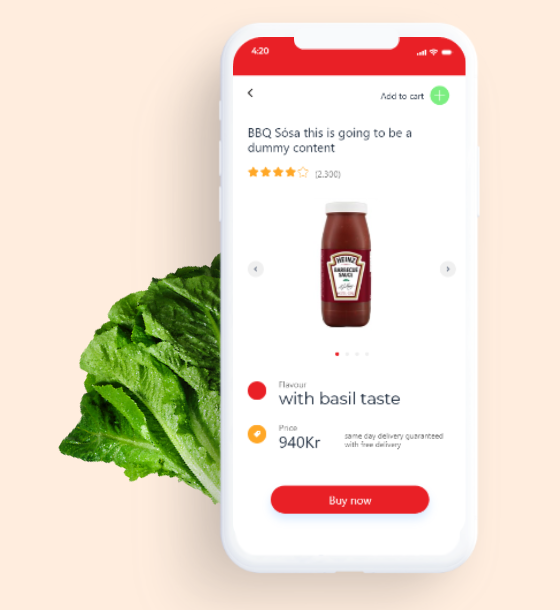 4:20
Add to cart
BBQ Sósa this is going to be a
dummy content
(2,300)
HEINZ
BARBECUE
SAUCE
Flavour
with basil taste
Price
940Kr
same day delivery guaranteed
with free delivery
Buy now